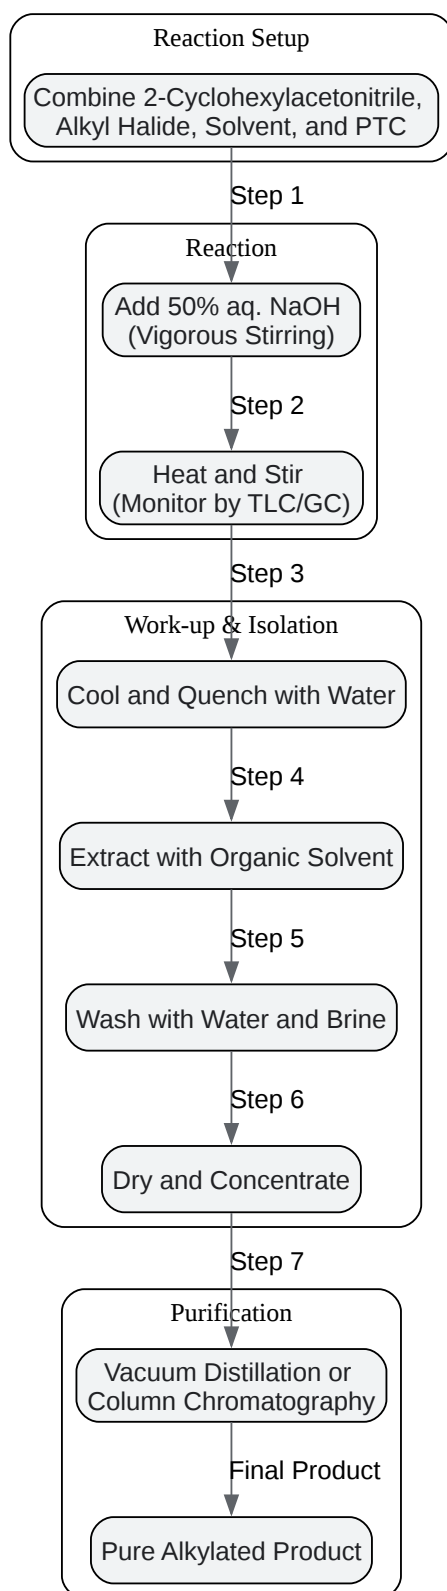 Reaction Setup
Combine 2-Cyclohexylacetonitrile,
Alkyl Halide, Solvent, and PTC
Step 1
Reaction
Add 50% aq. NaOH
(Vigorous Stirring)
Step 2
Heat and Stir
(Monitor by TLC/GC)
Step 3
Work-up & Isolation
Cool and Quench with Water
Step 4
Extract with Organic Solvent
Step 5
Wash with Water and Brine
Step 6
Dry and Concentrate
Step 7
Purification
Vacuum Distillation or
Column Chromatography
Final Product
Pure Alkylated Product